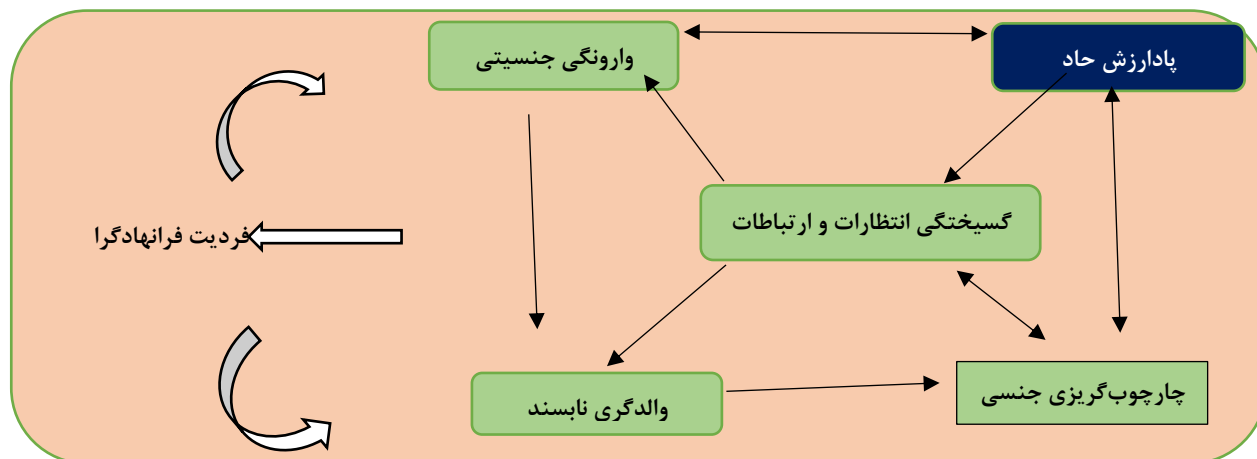 پادارزش حاد
وارونگی جنسیتی
گسیختگی انتظارات و ارتباطات
فردیت فرانهادگرا
چارچوب‌گریزی جنسی
والدگری نابسند